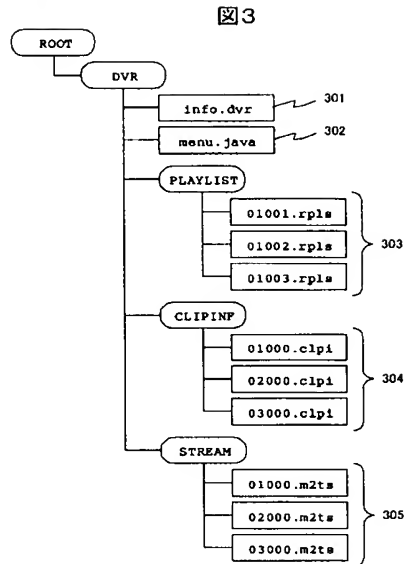 図3
ROOT
DVR
info.dvr
301
menu.java
302
PLAYLIST
01001.rpls
01002.rpls
303
01003.rpls
CLIPINF
01000.clpi
02000.clpi
304
03000.clpi
STREAM
01000.m2ts
02000.m2ts
305
03000.m2ts